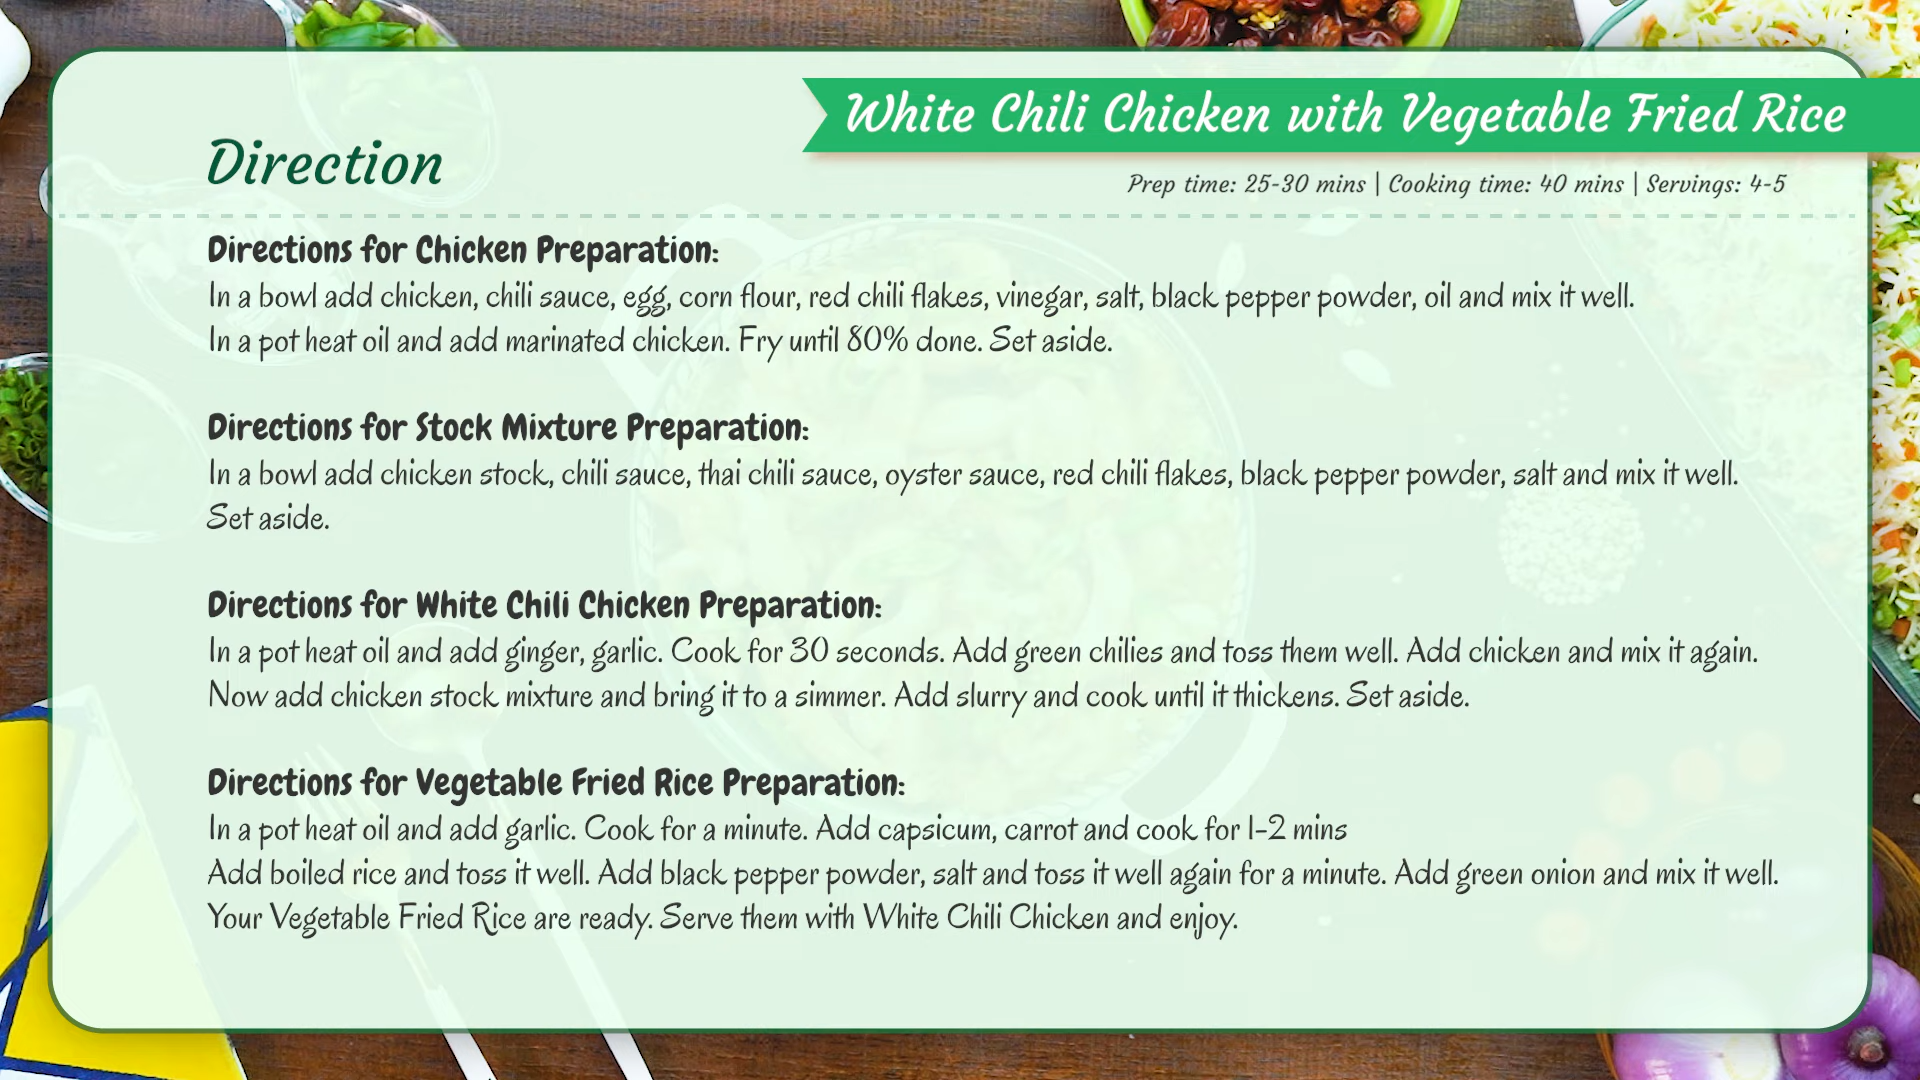 White Chili Chicken with Vegetable Fried Rice
Direction
Prep time: 25-30 mins | Cooking time: 40 mins | Servings: 4-5
Directions for Chicken Preparation:
In a bowl add chicken, chili sauce, egg, corn flour, red chili flakes, vinegar, salt, black pepper powder, oil and mix it well.
In a pot heat oil and add marinated chicken. Fry until 80% done. Set aside.
Directions for Stock Mixture Preparation:
In a bowl add chicken stock, chili sauce, thai chili sauce, oyster sauce, red chili flakes, black pepper powder, salt and mix it well.
Set aside.
Directions for White Chili Chicken Preparation:
In a pot heat oil and add ginger, garlic. Cook for 30 seconds. Add green chilies and toss them well. Add chicken and mix it again.
Now add chicken stock mixture and bring it to a simmer. Add slurry and cook until it thickens. Set aside.
Directions for Vegetable Fried Rice Preparation:
In a pot heat oil and add garlic. Cook for a minute. Add capsicum, carrot and cook for 1-2 mins
Add boiled rice and toss it well. Add black pepper powder, salt and toss it well again for a minute. Add green onion and mix it well.
Your Vegetable Fried Rice are ready. Serve them with White Chili Chicken and enjoy.